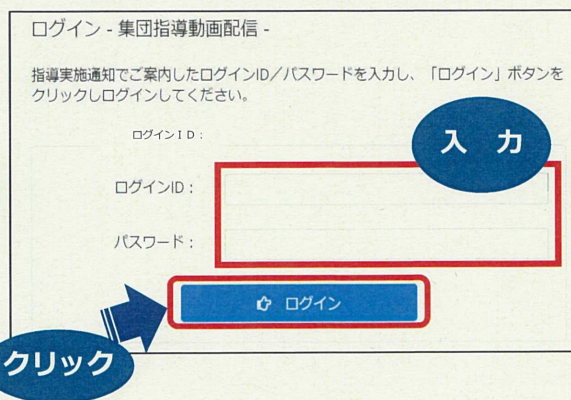 ログイン - 集団指導動画配信 -
指導実施通知でご案内したログインID／パスワードを入力し、「ログイン」ボタンを
クリックしログインしてください。
ログインＩＤ：
入 力
ログインID：
パスワード：
ログイン
クリック